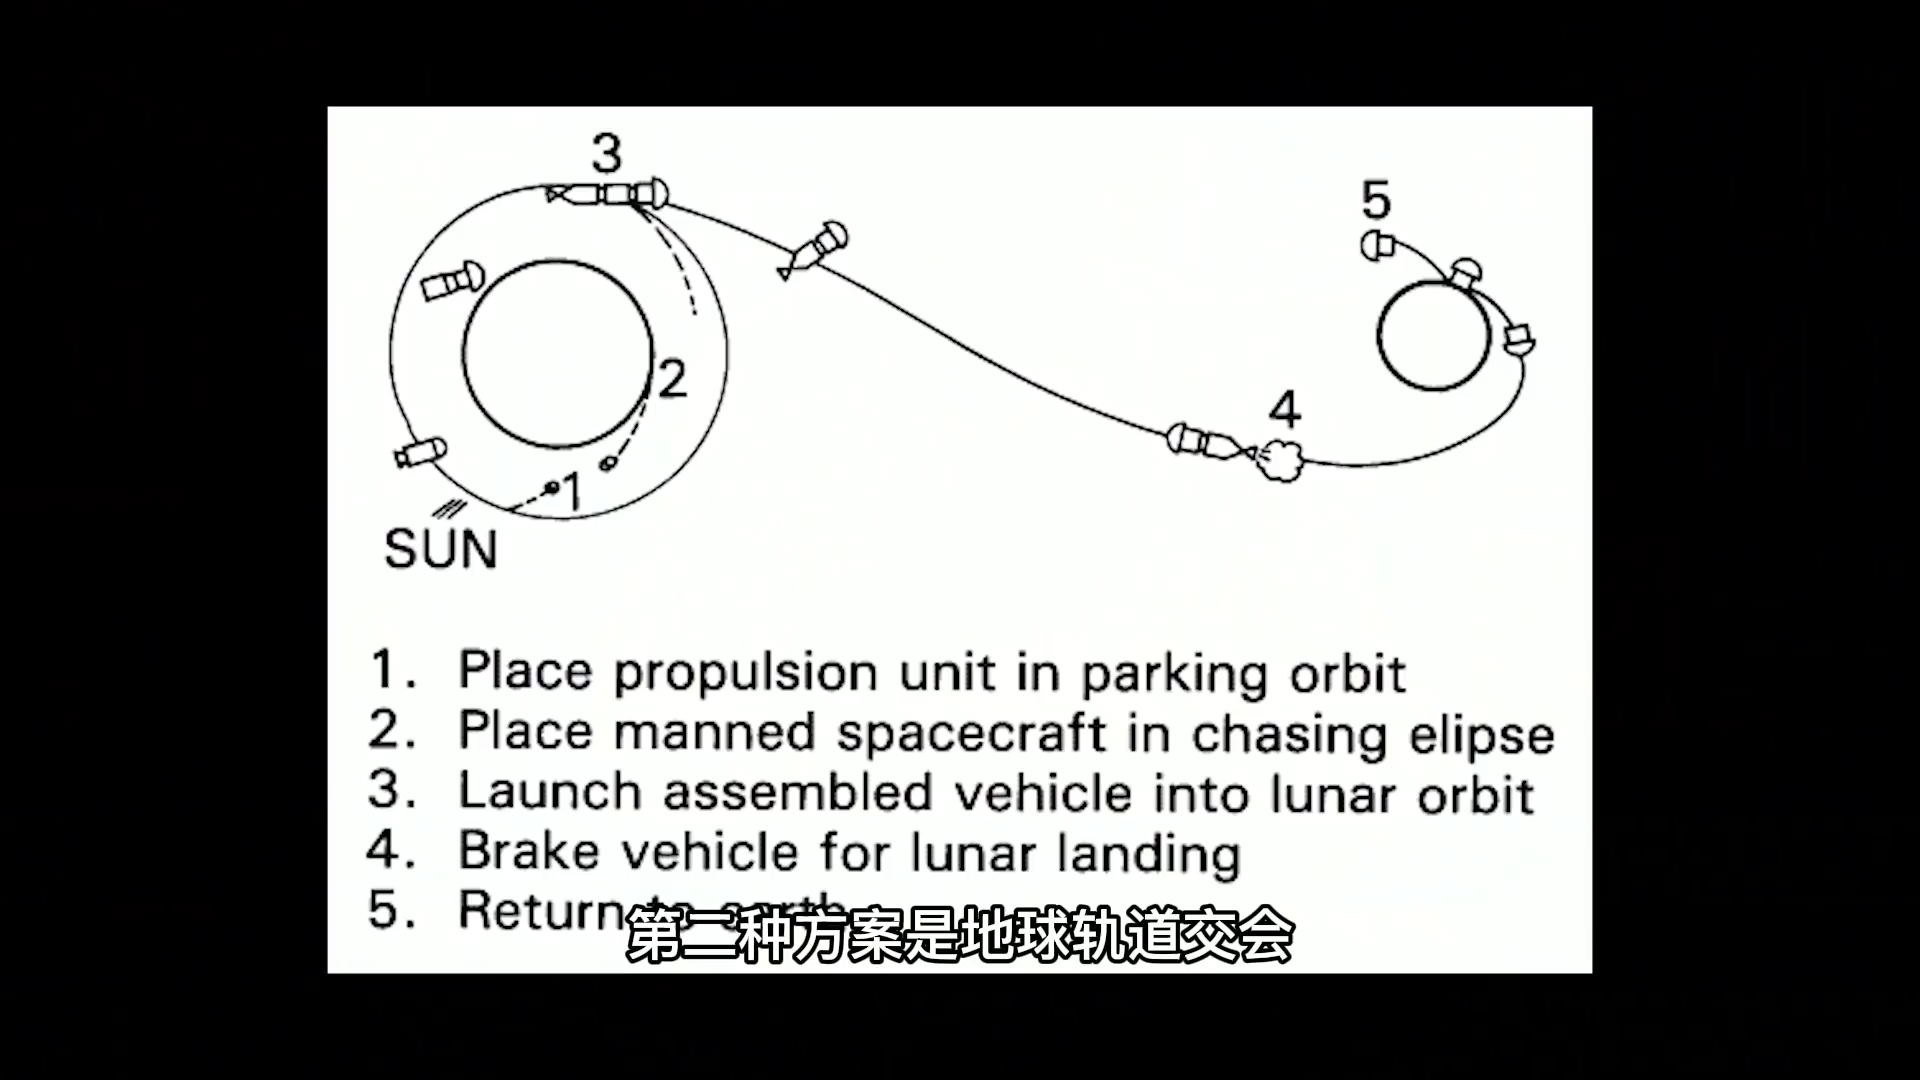 3
5
2
4
1
SUN
1. Place propulsion unit in parking orbit
2. Place manned spacecraft in chasing elipse
3. Launch assembled vehicle into lunar orbit
4. Brake vehicle for lunar landing
5. Return to earth
第二种方案是地球轨道交会